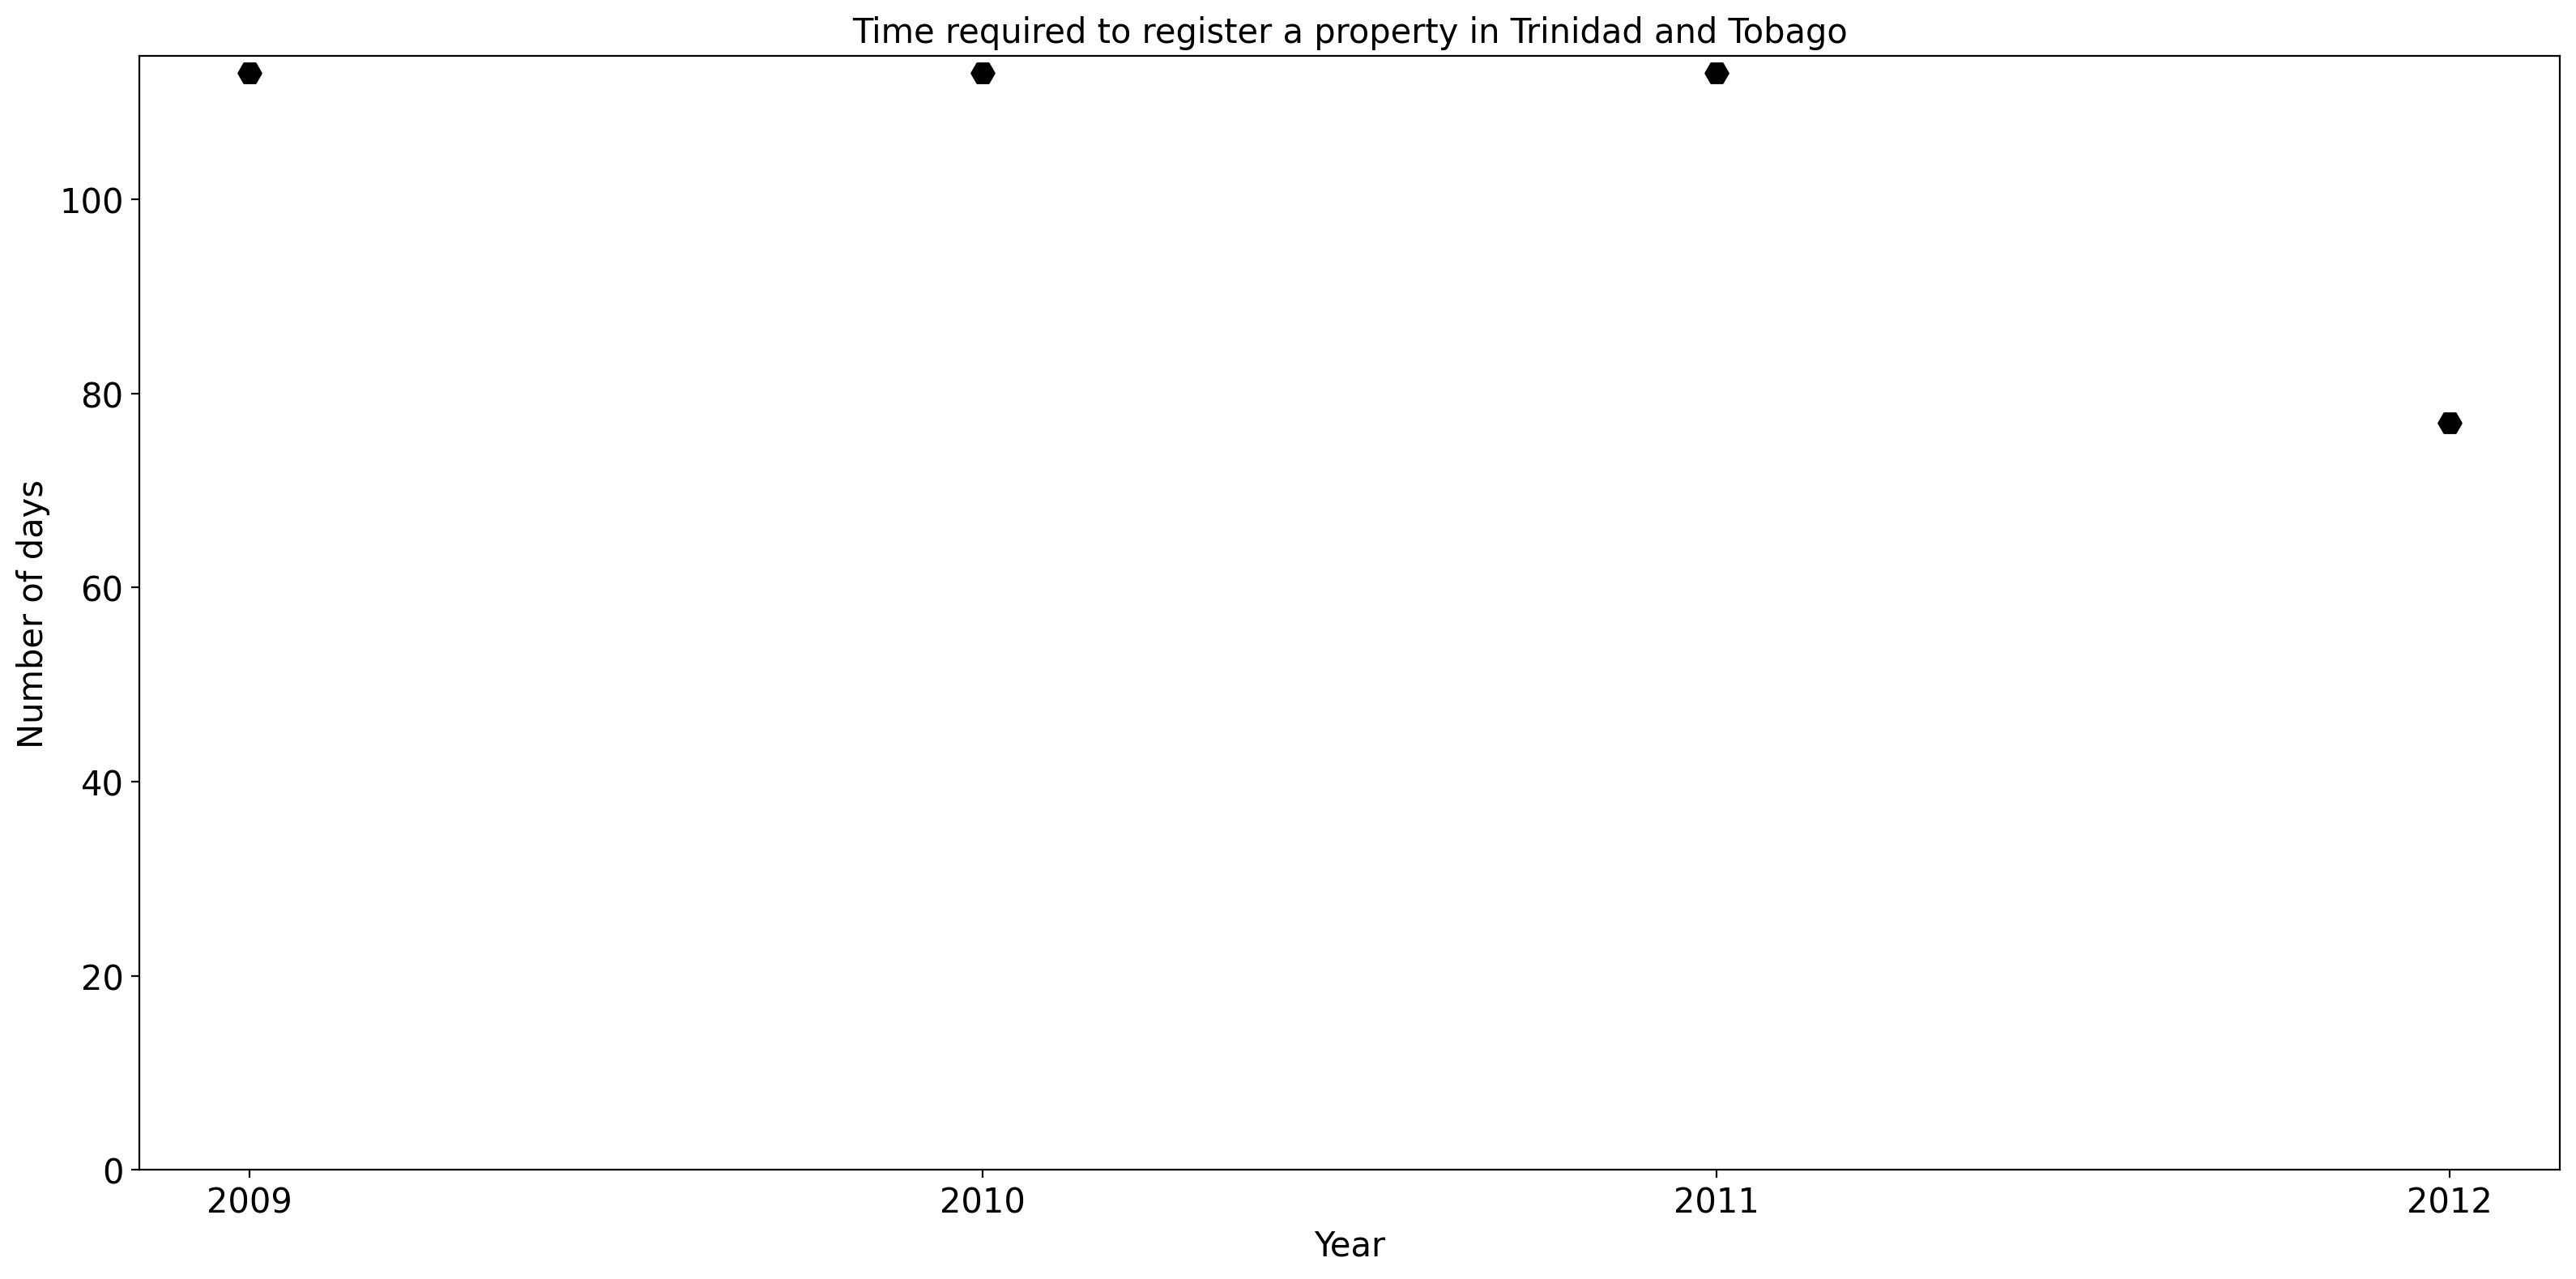 Time required to register a property in Trinidad and Tobago
100
80
60
40
20
0
Number of days
2009 2010 2011 2012
Year